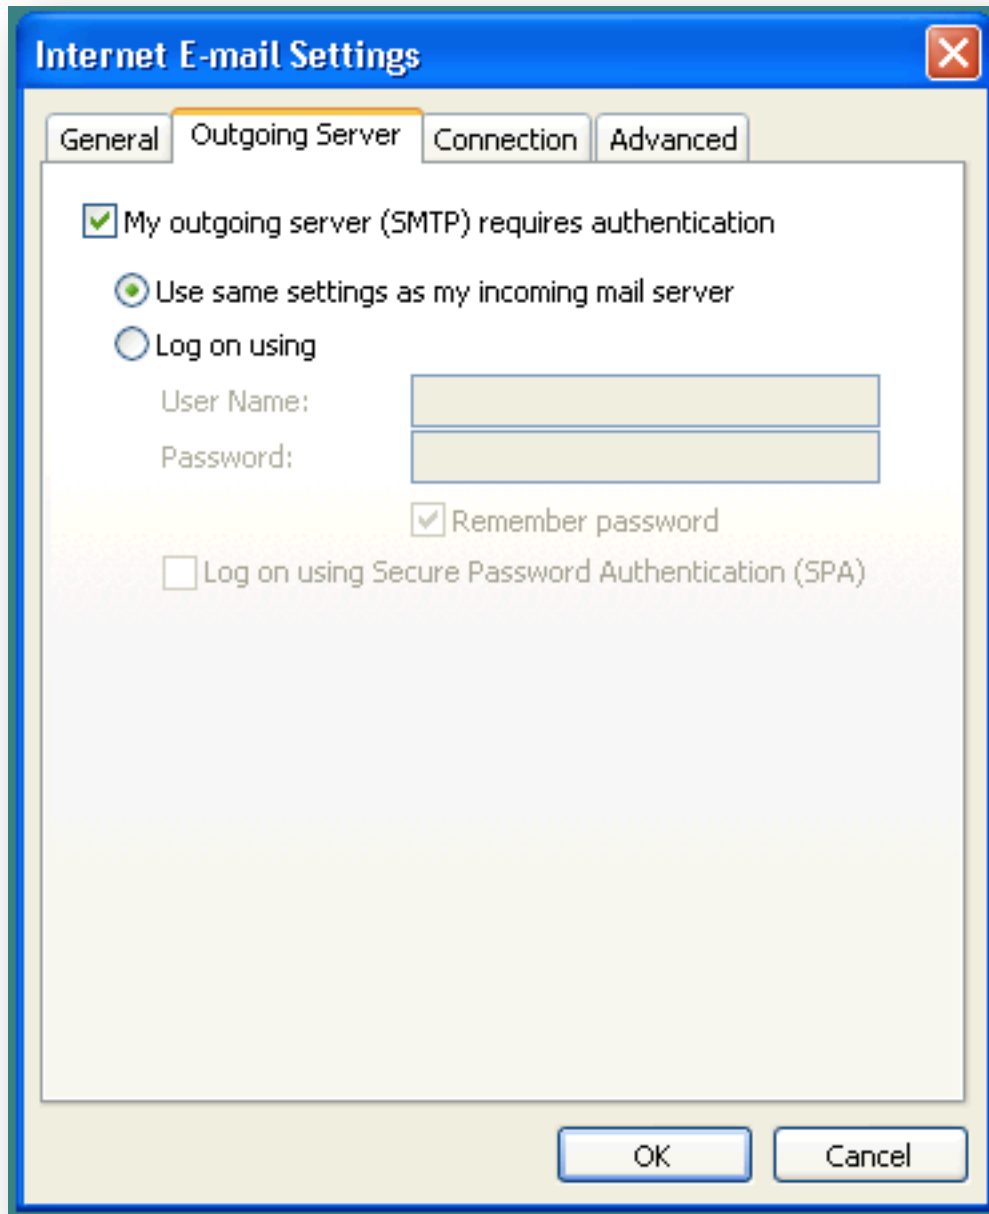 Internet E-mail Settings
General Outgoing Server Connection Advanced
My outgoing server (SMTP) requires authentication
Use same settings as my incoming mail server
Log on using
User Name:
Password:
Remember password
Log on using Secure Password Authentication (SPA)
OK Cancel